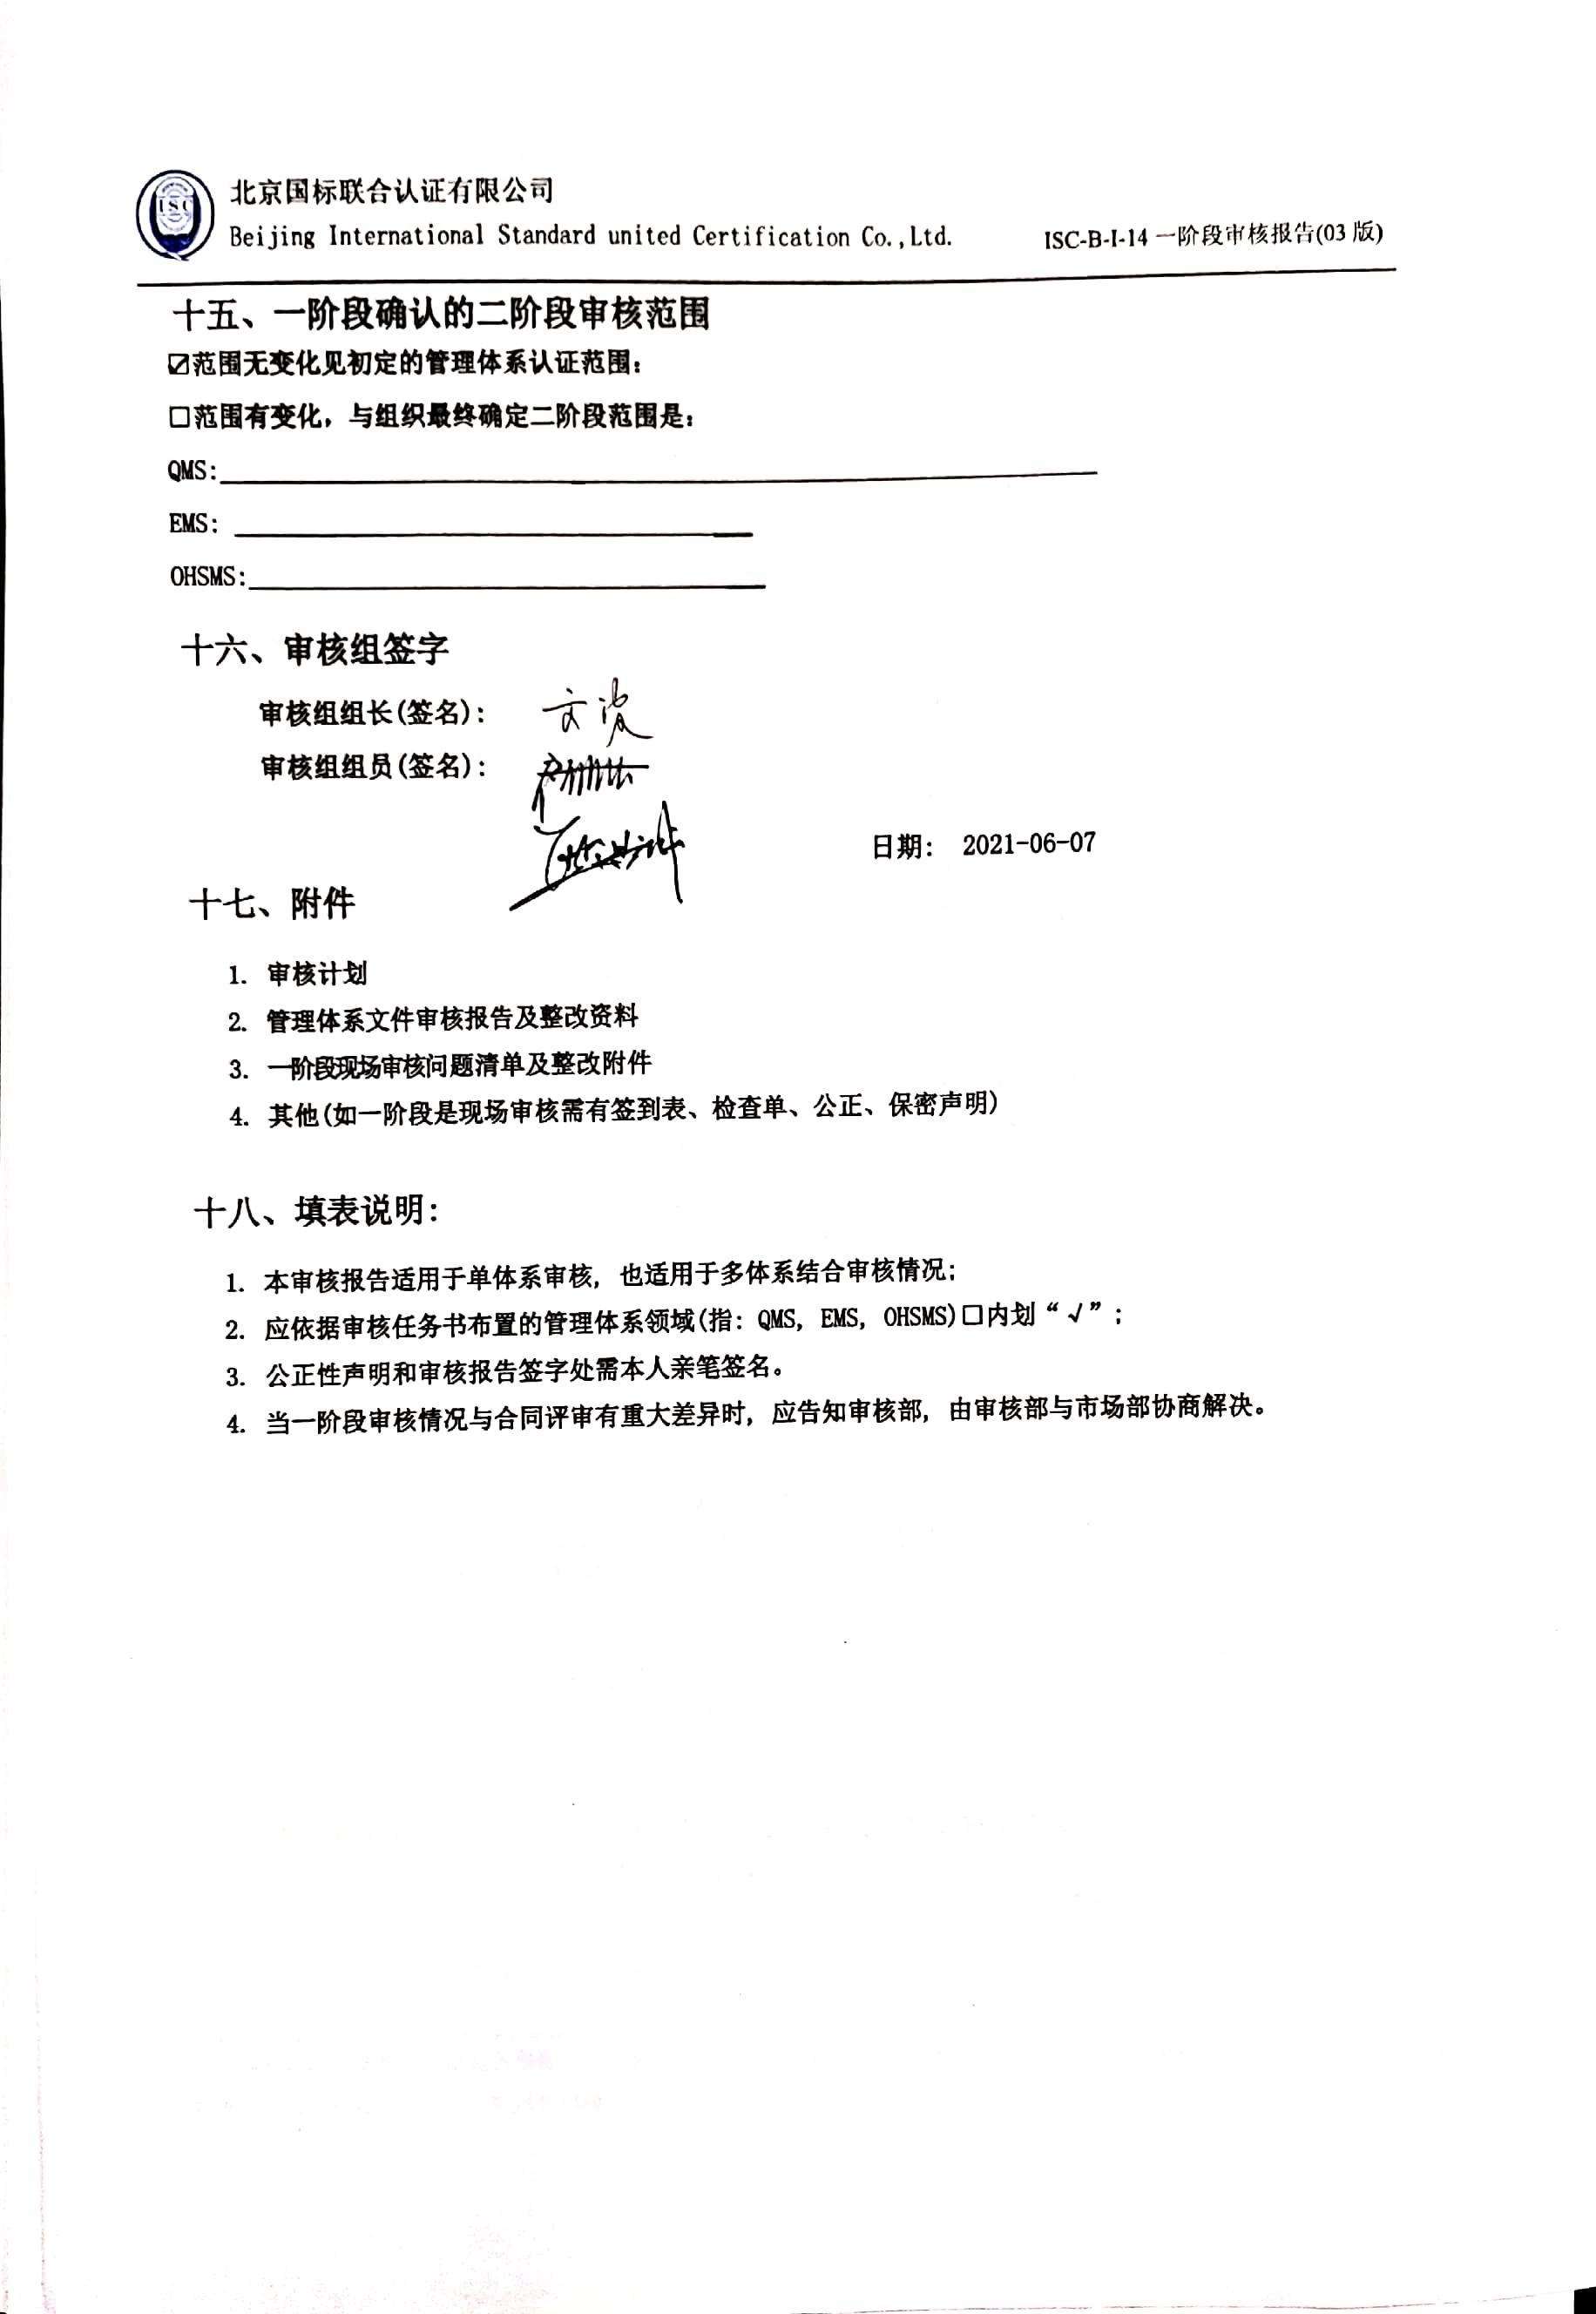 ISC
北京国标联合认证有限公司
Beijing International Standard united Certification Co.,Ltd.
ISC-B-I-14 一阶段审核报告(03 版)
十五、一阶段确认的二阶段审核范围
☑范围无变化见初定的管理体系认证范围：
□范围有变化，与组织最终确定二阶段范围是：
QMS:
EMS:
OHSMS:
十六、审核组签字
审核组组长(签名)： 文波
审核组组员(签名)：
日期： 2021-06-07
十七、附件
1. 审核计划
2. 管理体系文件审核报告及整改资料
3. 一阶段现场审核问题清单及整改附件
4. 其他(如一阶段是现场审核需有签到表、检查单、公正、保密声明)
十八、填表说明：
1. 本审核报告适用于单体系审核，也适用于多体系结合审核情况；
2. 应依据审核任务书布置的管理体系领域(指：QMS, EMS, OHSMS)□内划“√”；
3. 公正性声明和审核报告签字处需本人亲笔签名。
4. 当一阶段审核情况与合同评审有重大差异时，应告知审核部，由审核部与市场部协商解决。